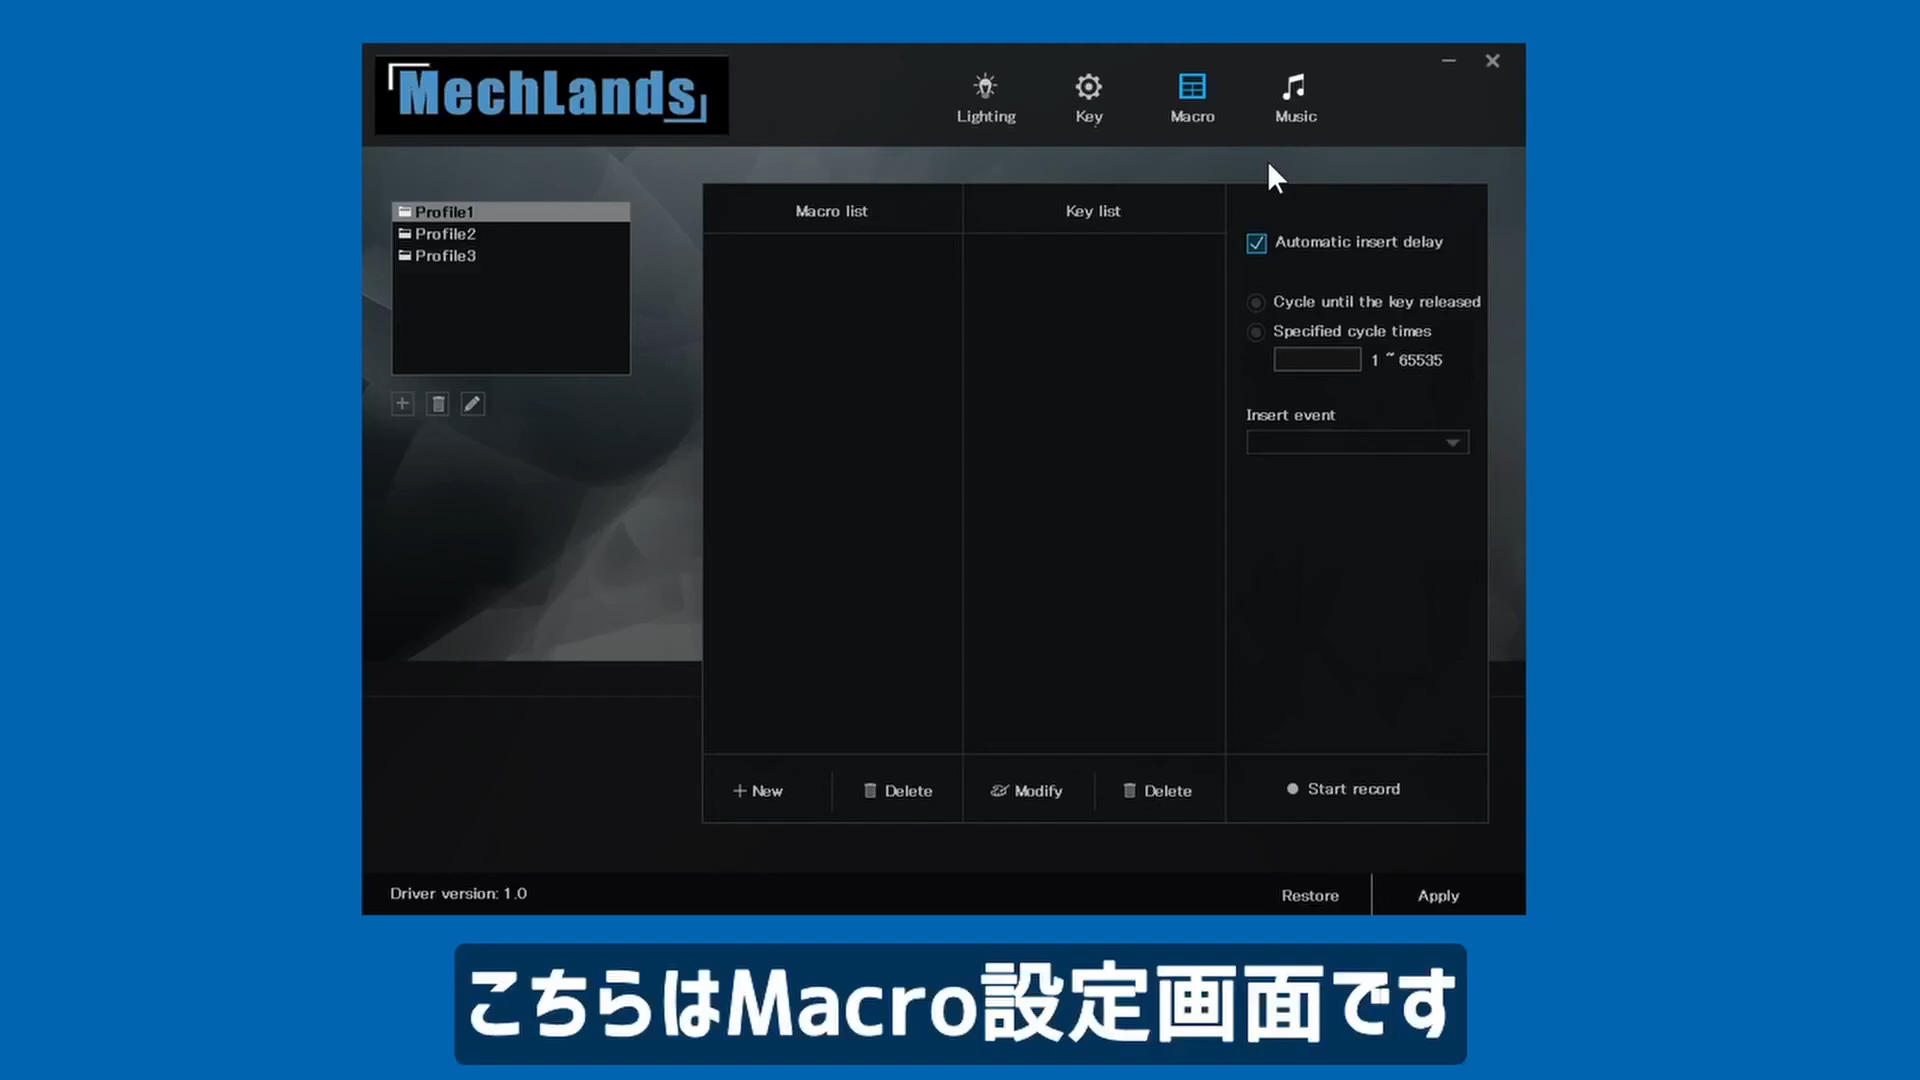 MechLands
Lighting
Key
Macro
Music
Profile1
Profile2
Profile3
Macro list
Key list
Automatic insert delay
Cycle until the key released
Specified cycle times
1 ~ 65535
Insert event
New
Delete
Modify
Delete
Start record
Driver version: 1.0
Restore
Apply
こちらはMacro設定画面です